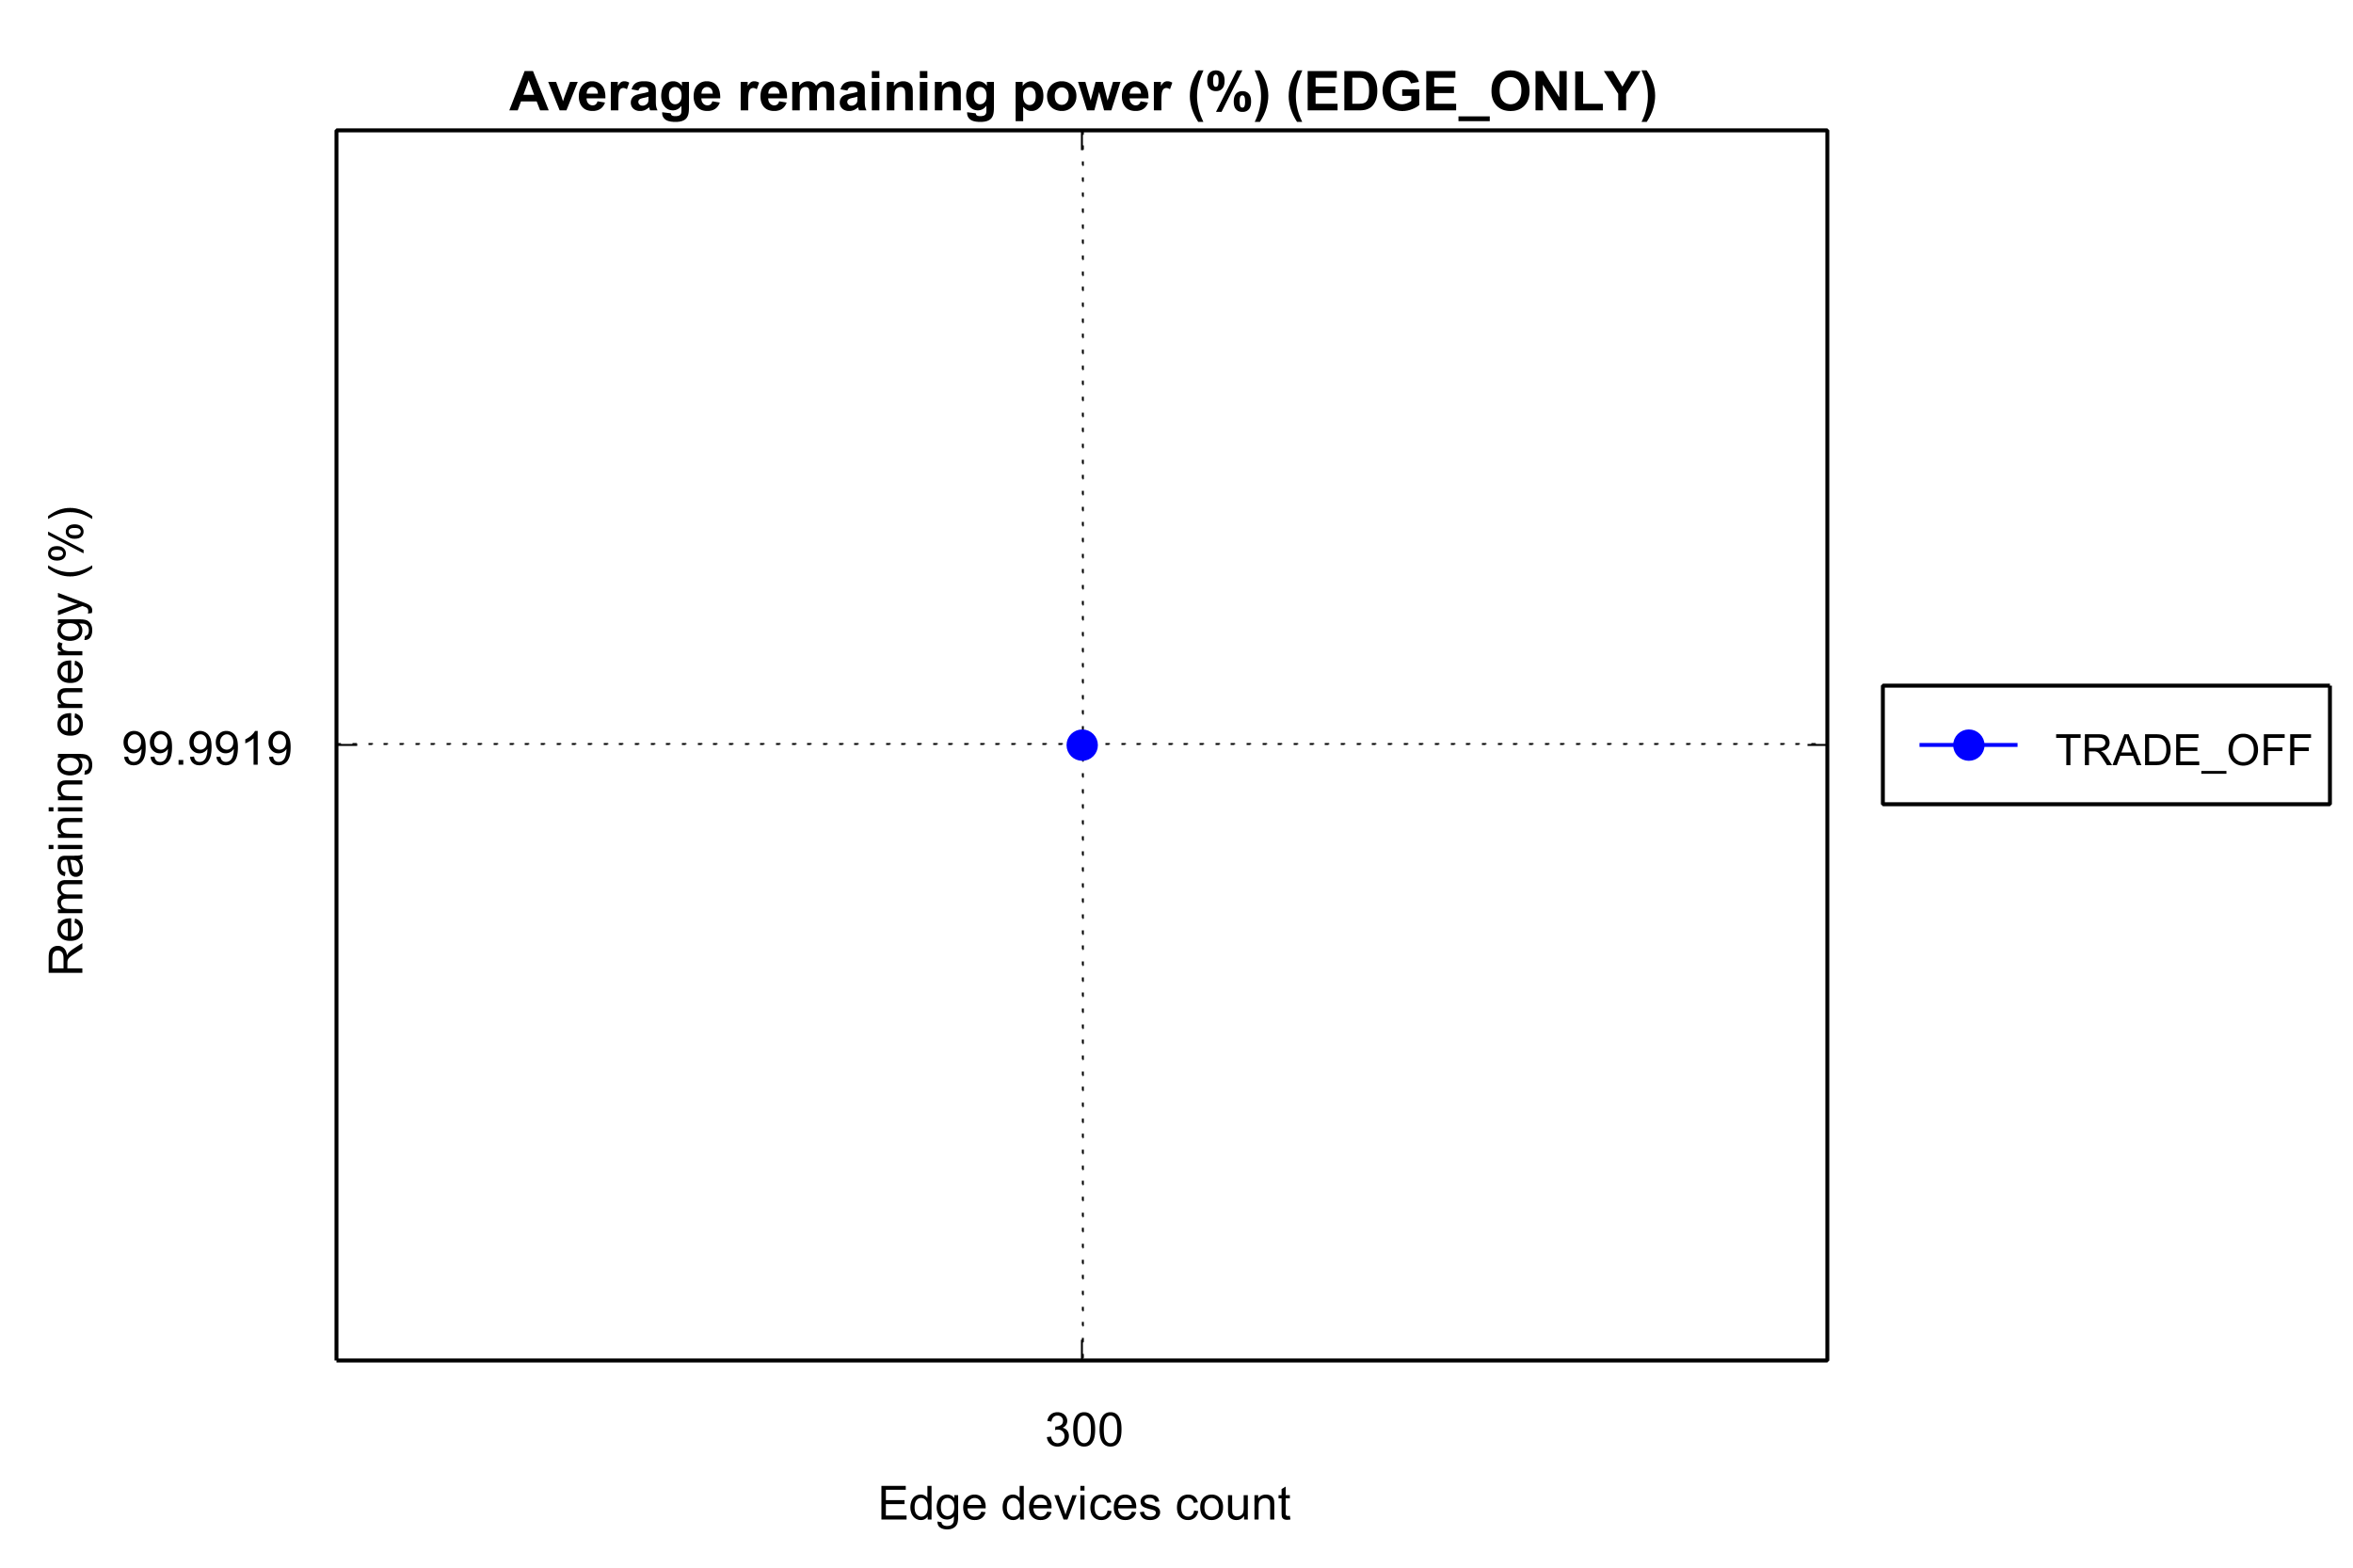 Average remaining power (%) (EDGE_ONLY)
Remaining energy (%)
99.9919
TRADE_OFF
300
Edge devices count